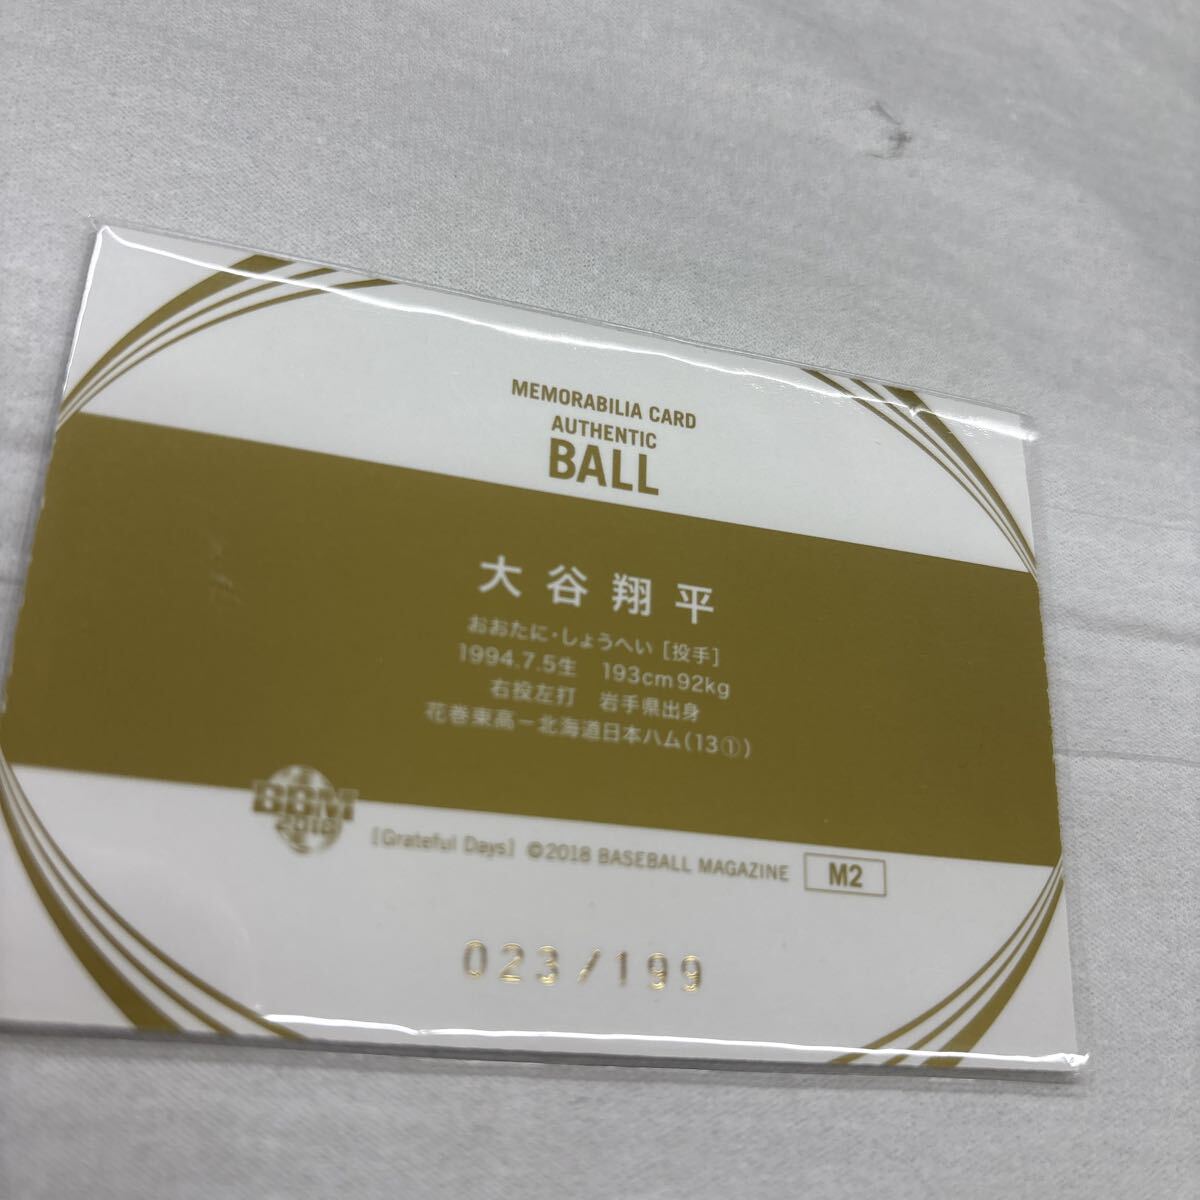 MEMORABILIA CARD
AUTHENTIC
BALL
大谷翔平
おおたに・しょうへい [投手]
1994.7.5生 193cm92kg
右投左打 岩手県出身
花巻東高－北海道日本ハム(13①)
BBM
2018
[Grateful Days] ©2018 BASEBALL MAGAZINE M2
023/199